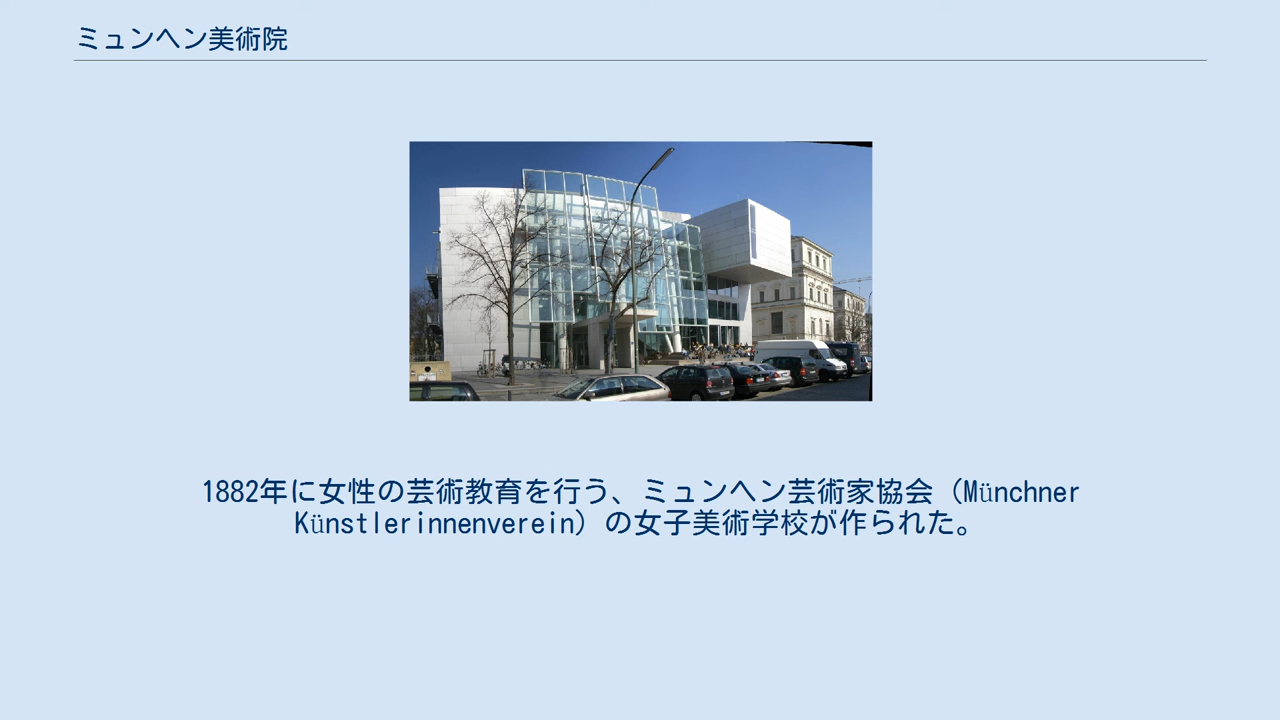 ミュンヘン美術院
1882年に女性の芸術教育を行う、ミュンヘン芸術家協会（Münchner
Künstlerinnenverein）の女子美術学校が作られた。